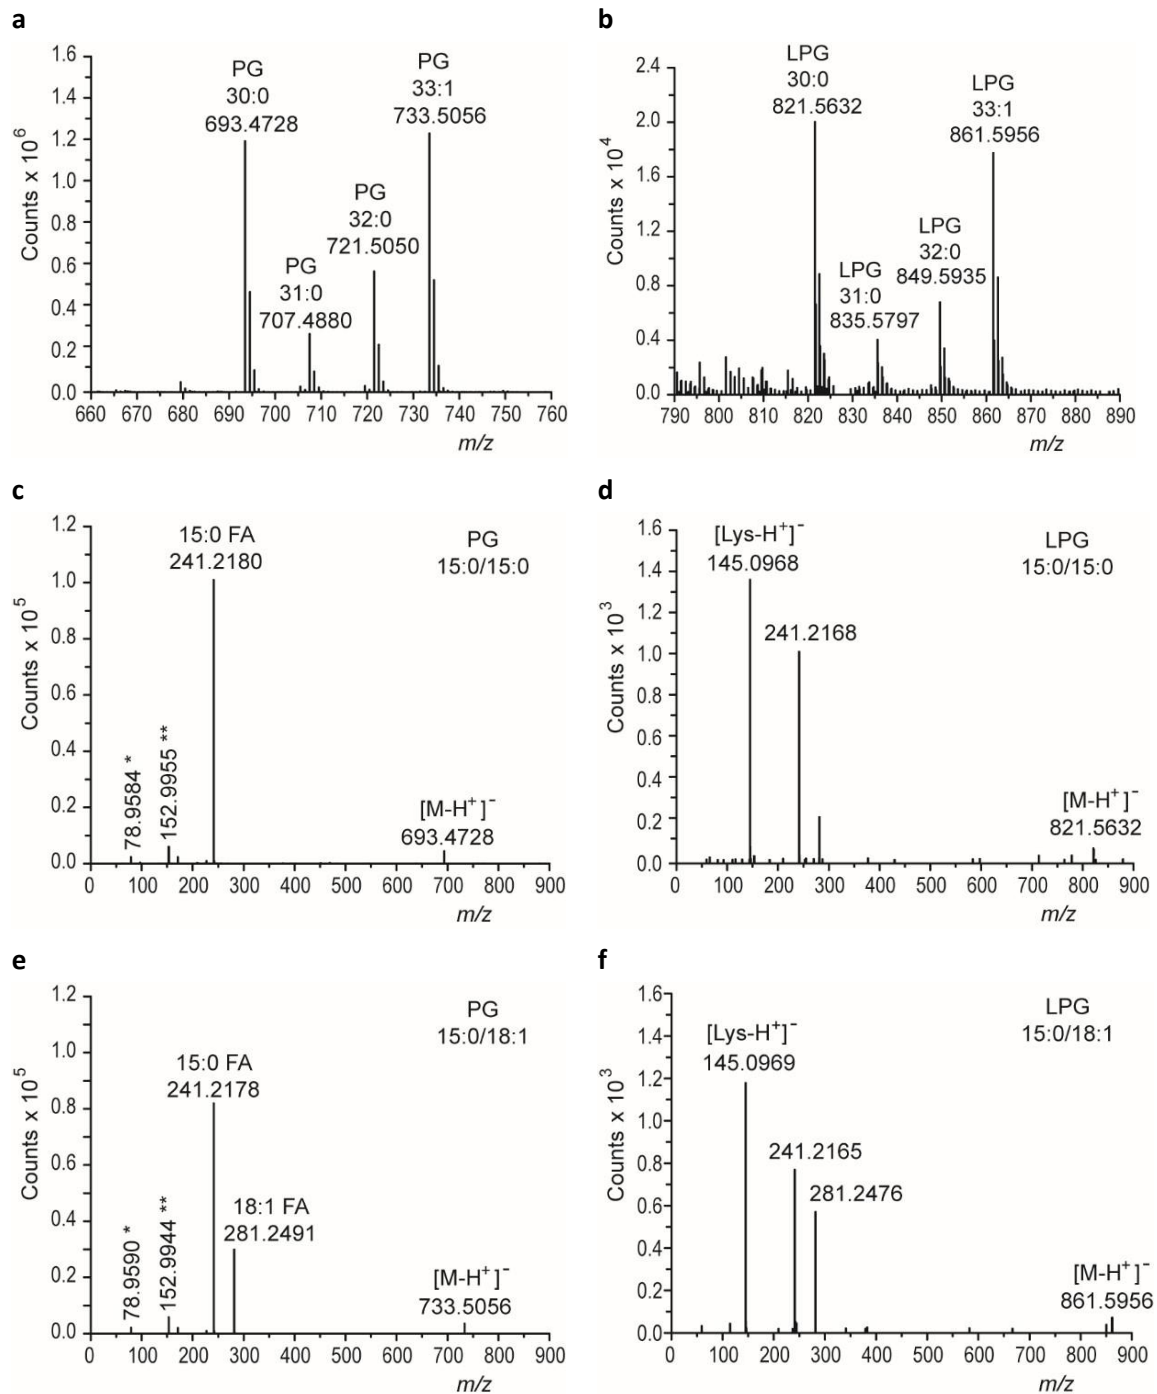 a
1.6
1.4
1.2
1.0
0.8
0.6
0.4
0.2
0.0
Counts x 10⁶
PG
30:0
693.4728
PG
31:0
707.4880
PG
32:0
721.5050
PG
33:1
733.5056
660 670 680 690 700 710 720 730 740 750 760
m/z
b
2.4
2.0
1.6
1.2
0.8
0.4
0.0
Counts x 10⁴
LPG
30:0
821.5632
LPG
31:0
835.5797
LPG
32:0
849.5935
LPG
33:1
861.5956
790 800 810 820 830 840 850 860 870 880 890
m/z
c
1.2
1.0
0.8
0.6
0.4
0.2
0.0
Counts x 10⁵
78.9584 *
152.9955 **
15:0 FA
241.2180
PG
15:0/15:0
[M-H⁺]⁻
693.4728
0 100 200 300 400 500 600 700 800 900
m/z
d
1.6
1.4
1.2
1.0
0.8
0.6
0.4
0.2
0.0
Counts x 10³
[Lys-H⁺]⁻
145.0968
241.2168
LPG
15:0/15:0
[M-H⁺]⁻
821.5632
0 100 200 300 400 500 600 700 800 900
m/z
e
1.2
1.0
0.8
0.6
0.4
0.2
0.0
Counts x 10⁵
78.9590 *
152.9944 **
15:0 FA
241.2178
18:1 FA
281.2491
PG
15:0/18:1
[M-H⁺]⁻
733.5056
0 100 200 300 400 500 600 700 800 900
m/z
f
1.6
1.4
1.2
1.0
0.8
0.6
0.4
0.2
0.0
Counts x 10³
[Lys-H⁺]⁻
145.0969
241.2165
281.2476
LPG
15:0/18:1
[M-H⁺]⁻
861.5956
0 100 200 300 400 500 600 700 800 900
m/z